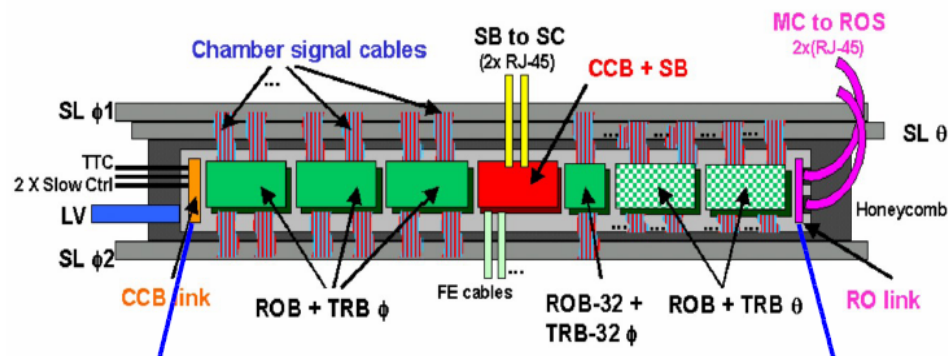 MC to ROS
2x(RJ-45)
SB to SC
(2x RJ-45)
Chamber signal cables
...
CCB + SB
SL ϕ1
SL θ
... ... ... ...
TTC
2 X Slow Ctrl
LV
Honeycomb
... ... ...
SL ϕ2
...
CCB link
ROB + TRB ϕ
FE cables
ROB-32 +
TRB-32 ϕ
ROB + TRB θ
RO link